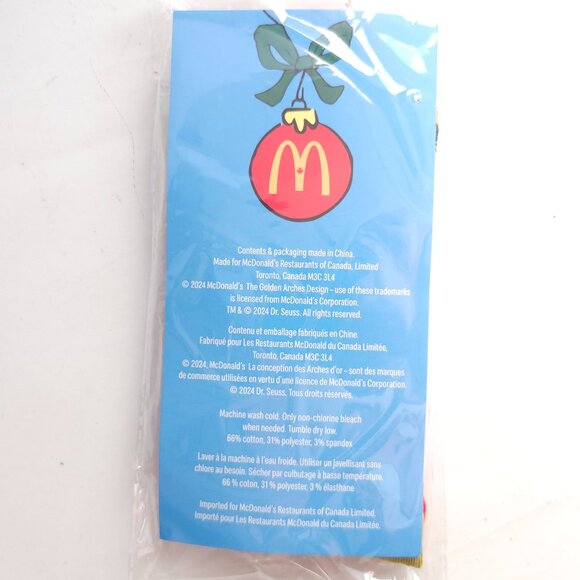 Contents & packaging made in China.
Made for McDonald's Restaurants of Canada, Limited
Toronto, Canada M3C 3L4
© 2024 McDonald's The Golden Arches Design – use of these trademarks
is licensed from McDonald's Corporation.
TM & © 2024 Dr. Seuss. All rights reserved.
Contenu et emballage fabriqués en Chine.
Fabriqué pour Les Restaurants McDonald du Canada Limitée,
Toronto, Canada M3C 3L4
© 2024, McDonald's La conception des Arches d'or – sont des marques
de commerce utilisées en vertu d'une licence de McDonald's Corporation
© 2024 Dr. Seuss. Tous droits réservés.
Machine wash cold. Only non-chlorine bleach
when needed. Tumble dry low.
66% cotton, 31% polyester, 3% spandex
Laver à la machine à l'eau froide. Utiliser un javellisant sans
chlore au besoin. Sécher par culbutage à basse température.
66 % coton, 31 % polyester, 3 % élasthane
Imported for McDonald's Restaurants of Canada Limited.
Importé pour Les Restaurants McDonald du Canada Limitée.